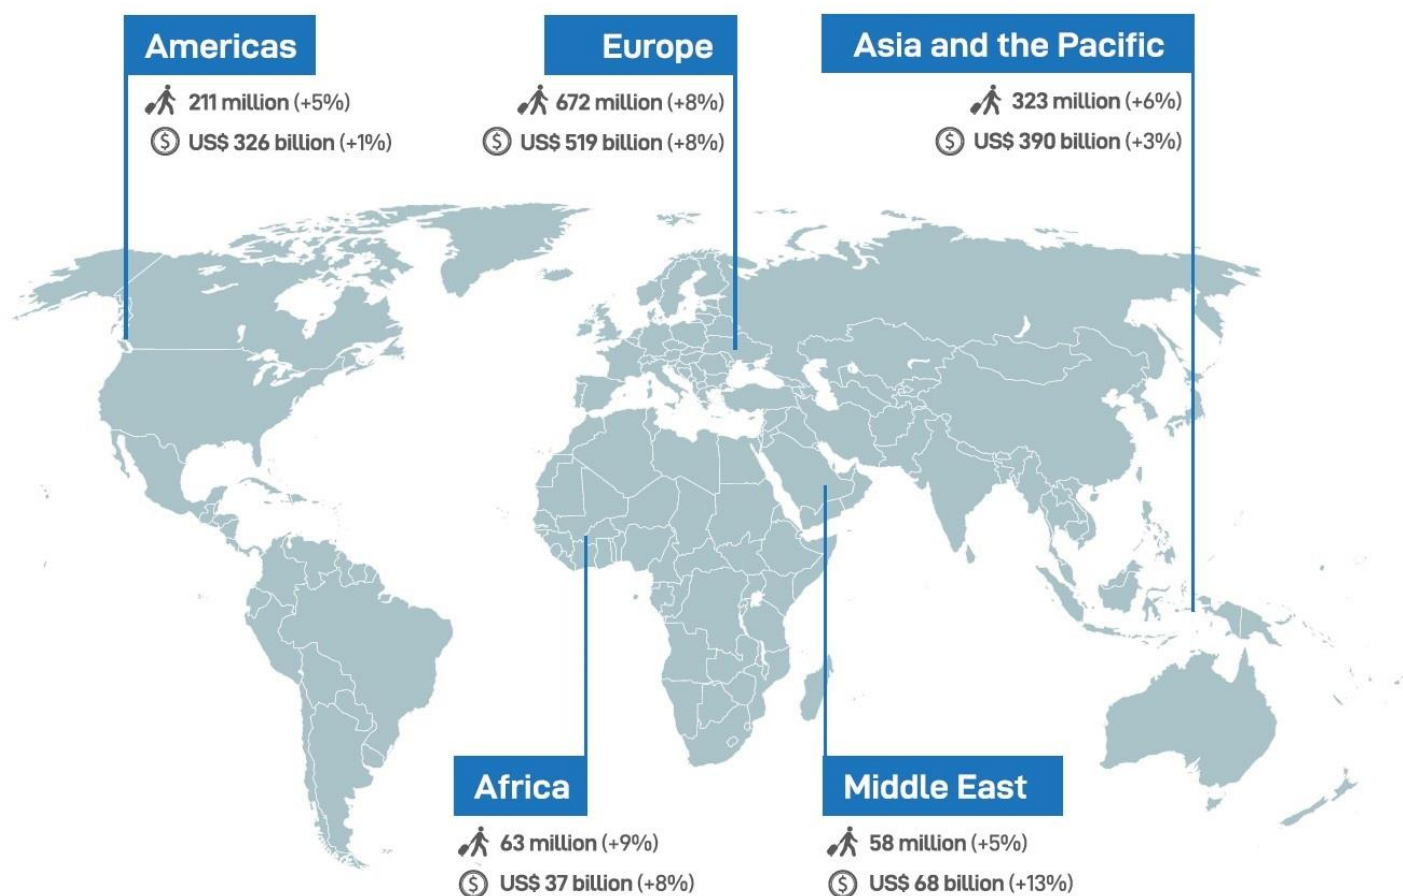 Americas
211 million (+5%)
US$ 326 billion (+1%)
Europe
672 million (+8%)
US$ 519 billion (+8%)
Asia and the Pacific
323 million (+6%)
US$ 390 billion (+3%)
Africa
63 million (+9%)
US$ 37 billion (+8%)
Middle East
58 million (+5%)
US$ 68 billion (+13%)